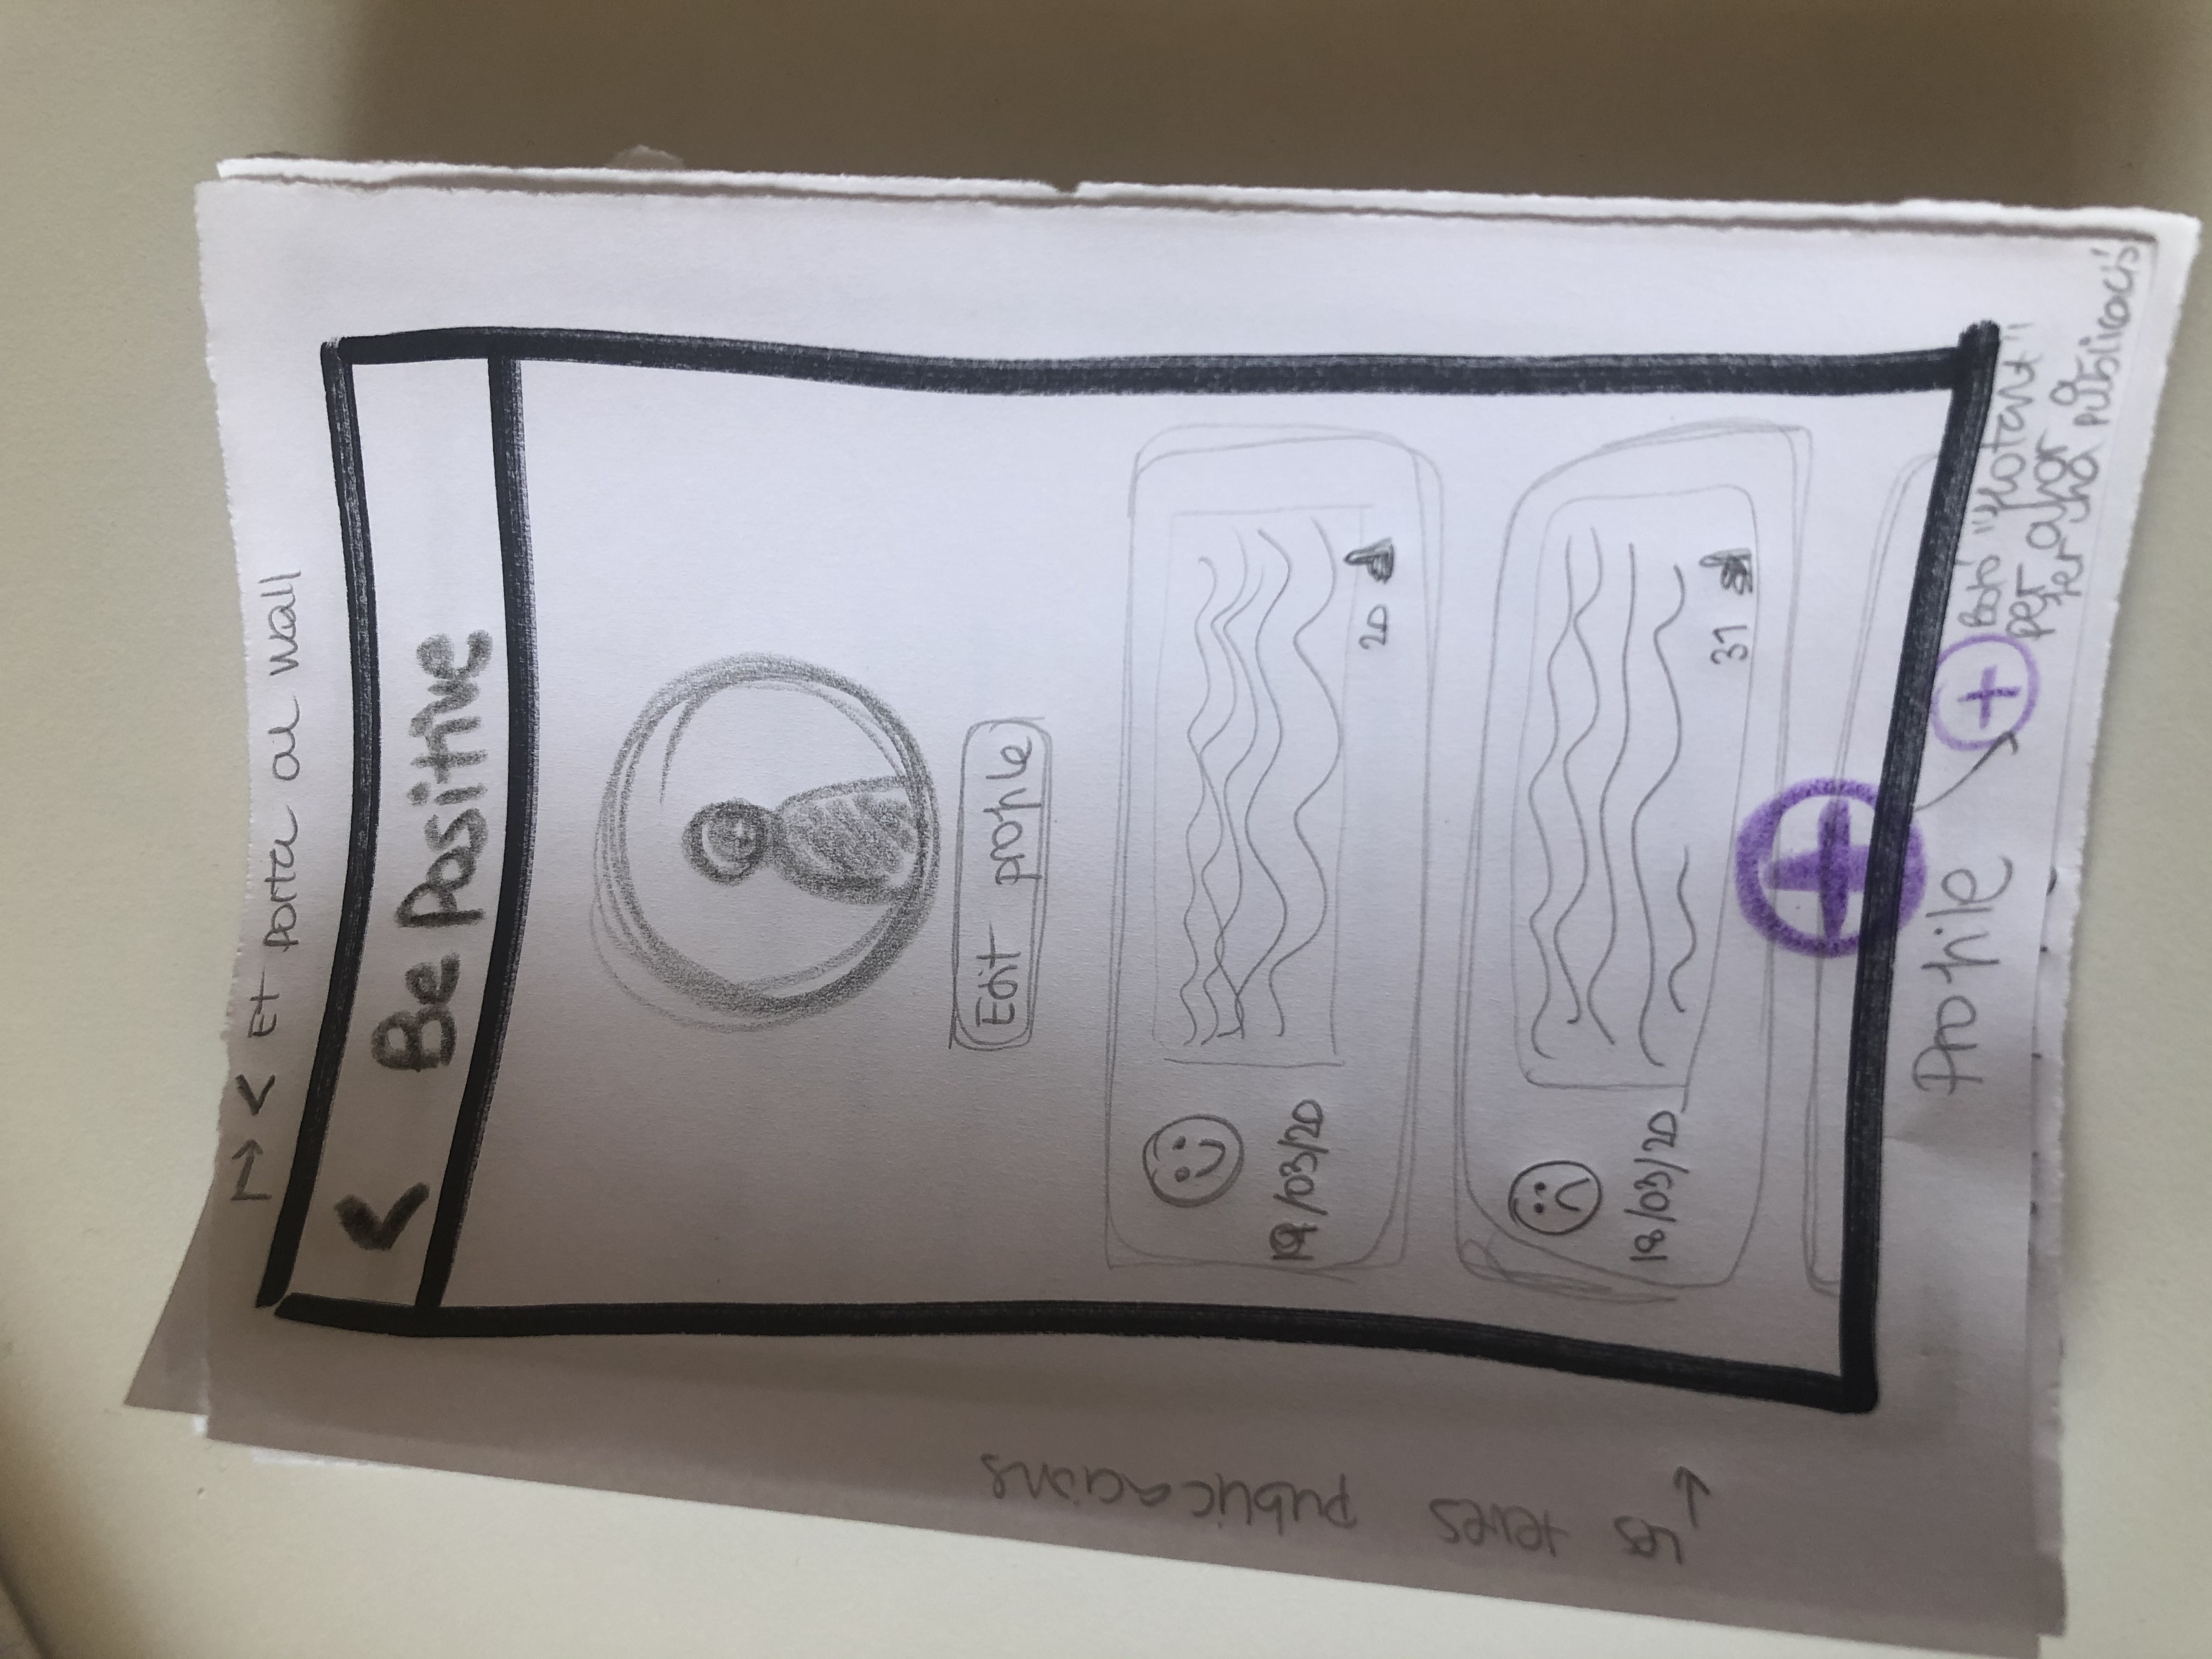 < Et porta al wall
< Be Positive
Edit profile
19/03/20
20
18/03/20
31
Les teves publicacions
Profile
Botó "flotant"
per anar a
fer una publicació